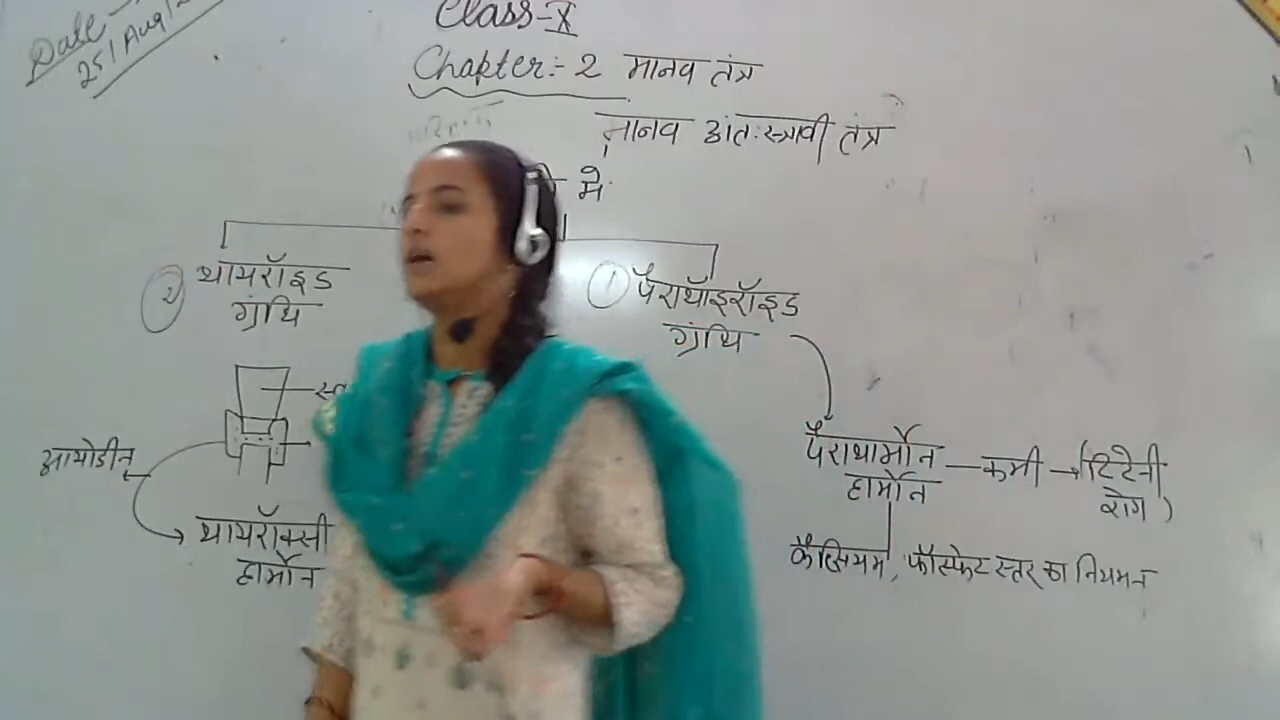 Date
25/Aug/
Class-X
Chapter:- 2 मानव तंत्र
मानव अंतःस्त्रावी तंत्र
में
२ थायरॉइड
ग्रंथि
1 पैराथॉइरॉइड
ग्रंथि
आयोडीन
थायरॉक्सी
हार्मोन
पैराथार्मोन
हार्मोन
कमी → (टिटेनी
रोग)
कैल्सियम, फॉस्फेट स्तर का नियमन